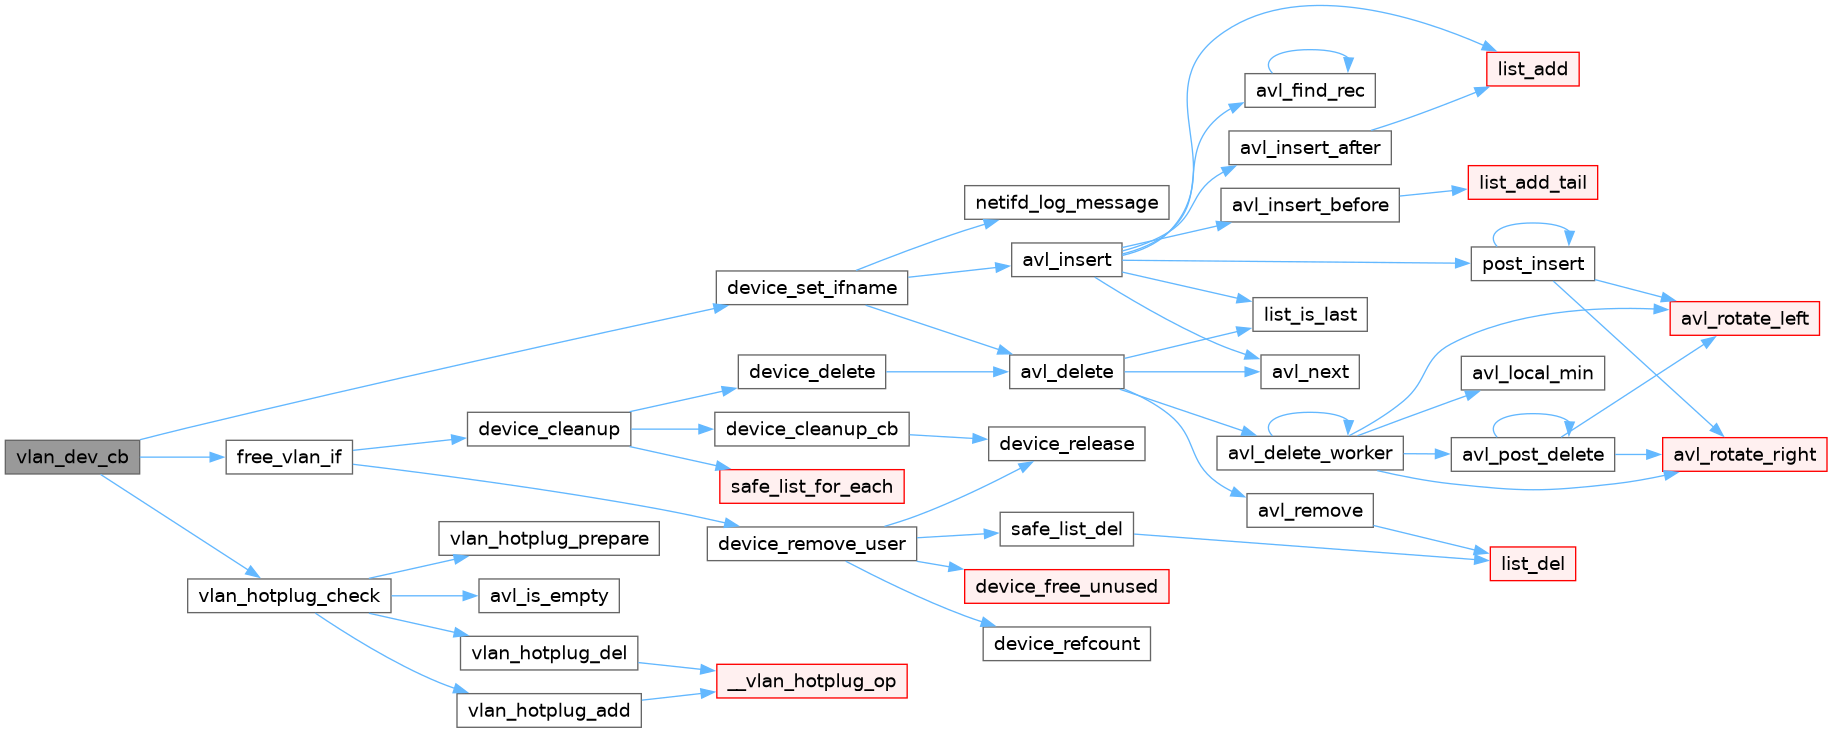 vlan_dev_cb
device_set_ifname
netifd_log_message
avl_insert
avl_find_rec
list_add
avl_insert_after
avl_insert_before
list_add_tail
post_insert
avl_rotate_left
avl_rotate_right
list_is_last
avl_next
avl_delete
avl_delete_worker
avl_local_min
avl_post_delete
avl_remove
list_del
free_vlan_if
device_cleanup
device_delete
device_cleanup_cb
device_release
safe_list_for_each
device_remove_user
safe_list_del
device_free_unused
device_refcount
vlan_hotplug_check
vlan_hotplug_prepare
avl_is_empty
vlan_hotplug_del
__vlan_hotplug_op
vlan_hotplug_add